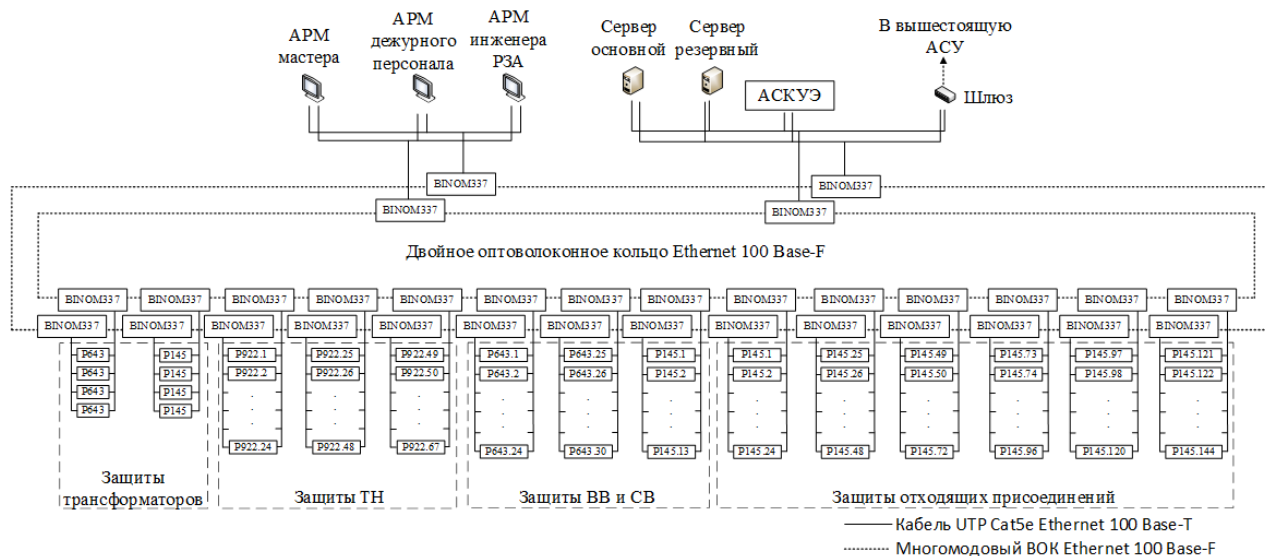 АРМ
мастера
АРМ
дежурного
персонала
АРМ
инженера
РЗА
Сервер
основной
Сервер
резервный
АСКУЭ
В вышестоящую
АСУ
Шлюз
BINOM337
BINOM337
BINOM337
BINOM337
Двойное оптоволоконное кольцо Ethernet 100 Base-F
BINOM337 BINOM337 BINOM337 BINOM337 BINOM337 BINOM337 BINOM337 BINOM337 BINOM337 BINOM337 BINOM337 BINOM337 BINOM337 BINOM337
BINOM337 BINOM337 BINOM337 BINOM337 BINOM337 BINOM337 BINOM337 BINOM337 BINOM337 BINOM337 BINOM337 BINOM337 BINOM337 BINOM337
P643 P145 P922.1 P922.25 P922.49 P643.1 P643.25 P145.1 P145.1 P145.25 P145.49 P145.73 P145.97 P145.121
P643 P145 P922.2 P922.26 P922.50 P643.2 P643.26 P145.2 P145.2 P145.26 P145.50 P145.74 P145.98 P145.122
P643 P145
P643 P145
P922.24 P922.48 P922.67 P643.24 P643.30 P145.13 P145.24 P145.48 P145.72 P145.96 P145.120 P145.144
Защиты
трансформаторов
Защиты ТН
Защиты ВВ и СВ
Защиты отходящих присоединений
Кабель UTP Cat5e Ethernet 100 Base-T
Многомодовый ВОК Ethernet 100 Base-F